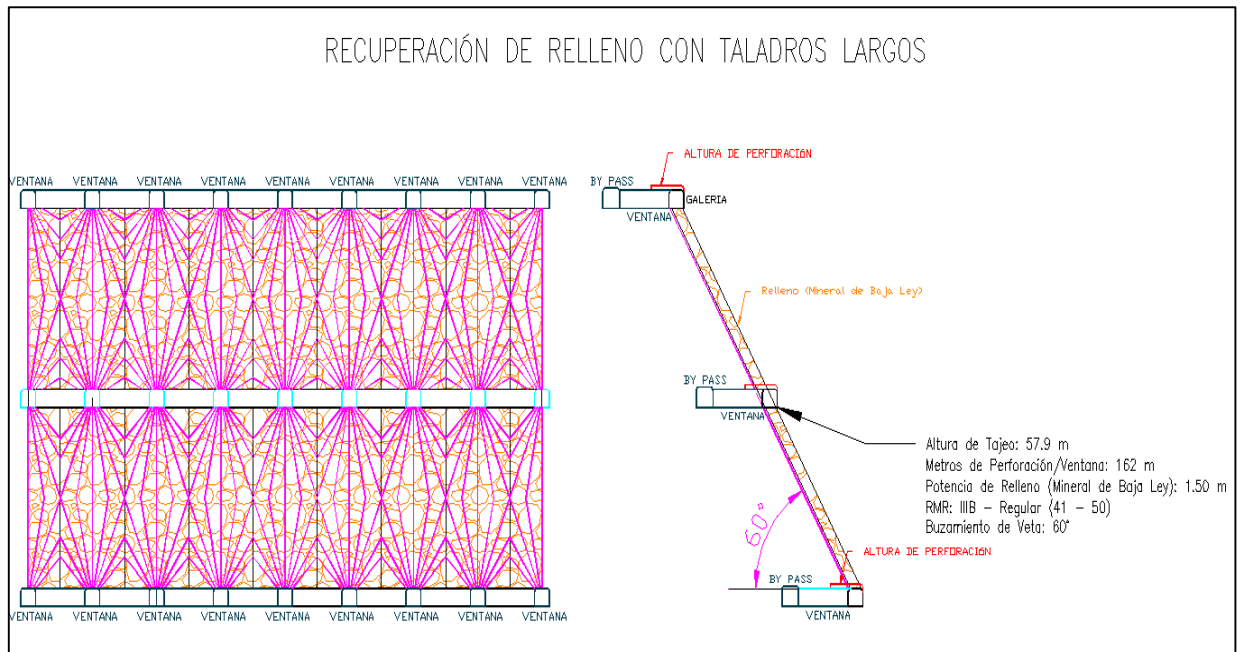 RECUPERACIÓN DE RELLENO CON TALADROS LARGOS
ALTURA DE PERFORACIÓN
VENTANA VENTANA VENTANA VENTANA VENTANA VENTANA VENTANA VENTANA VENTANA
BY PASS
GALERIA
VENTANA
Relleno (Mineral de Baja Ley)
BY PASS
VENTANA
Altura de Tajeo: 57.9 m
Metros de Perforación/Ventana: 162 m
Potencia de Relleno (Mineral de Baja Ley): 1.50 m
RMR: IIIB - Regular (41 - 50)
Buzamiento de Veta: 60°
60°
ALTURA DE PERFORACIÓN
BY PASS
VENTANA
VENTANA VENTANA VENTANA VENTANA VENTANA VENTANA VENTANA VENTANA VENTANA